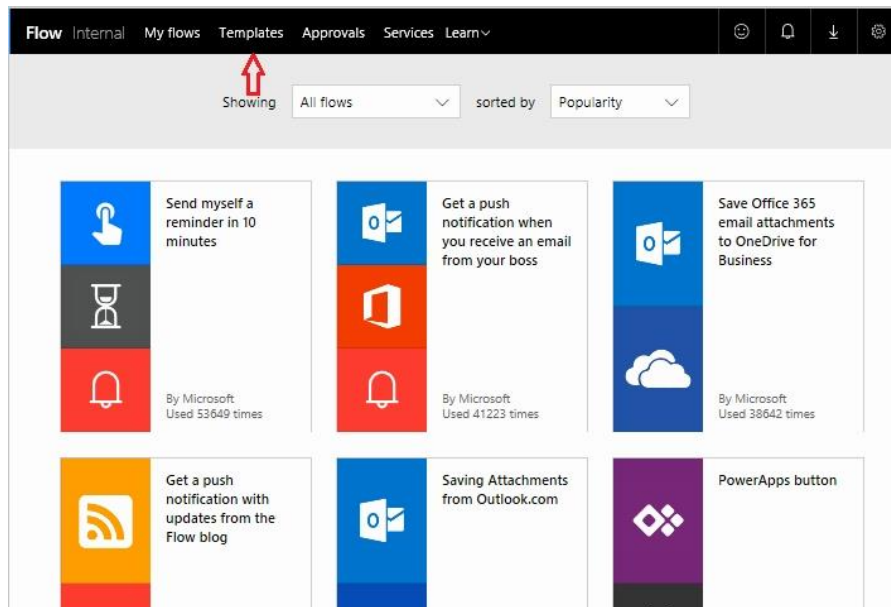 Flow Internal My flows Templates Approvals Services Learn
Showing All flows sorted by Popularity
Send myself a
reminder in 10
minutes
By Microsoft
Used 53649 times
Get a push
notification when
you receive an email
from your boss
By Microsoft
Used 41223 times
Save Office 365
email attachments
to OneDrive for
Business
By Microsoft
Used 38642 times
Get a push
notification with
updates from the
Flow blog
Saving Attachments
from Outlook.com
PowerApps button